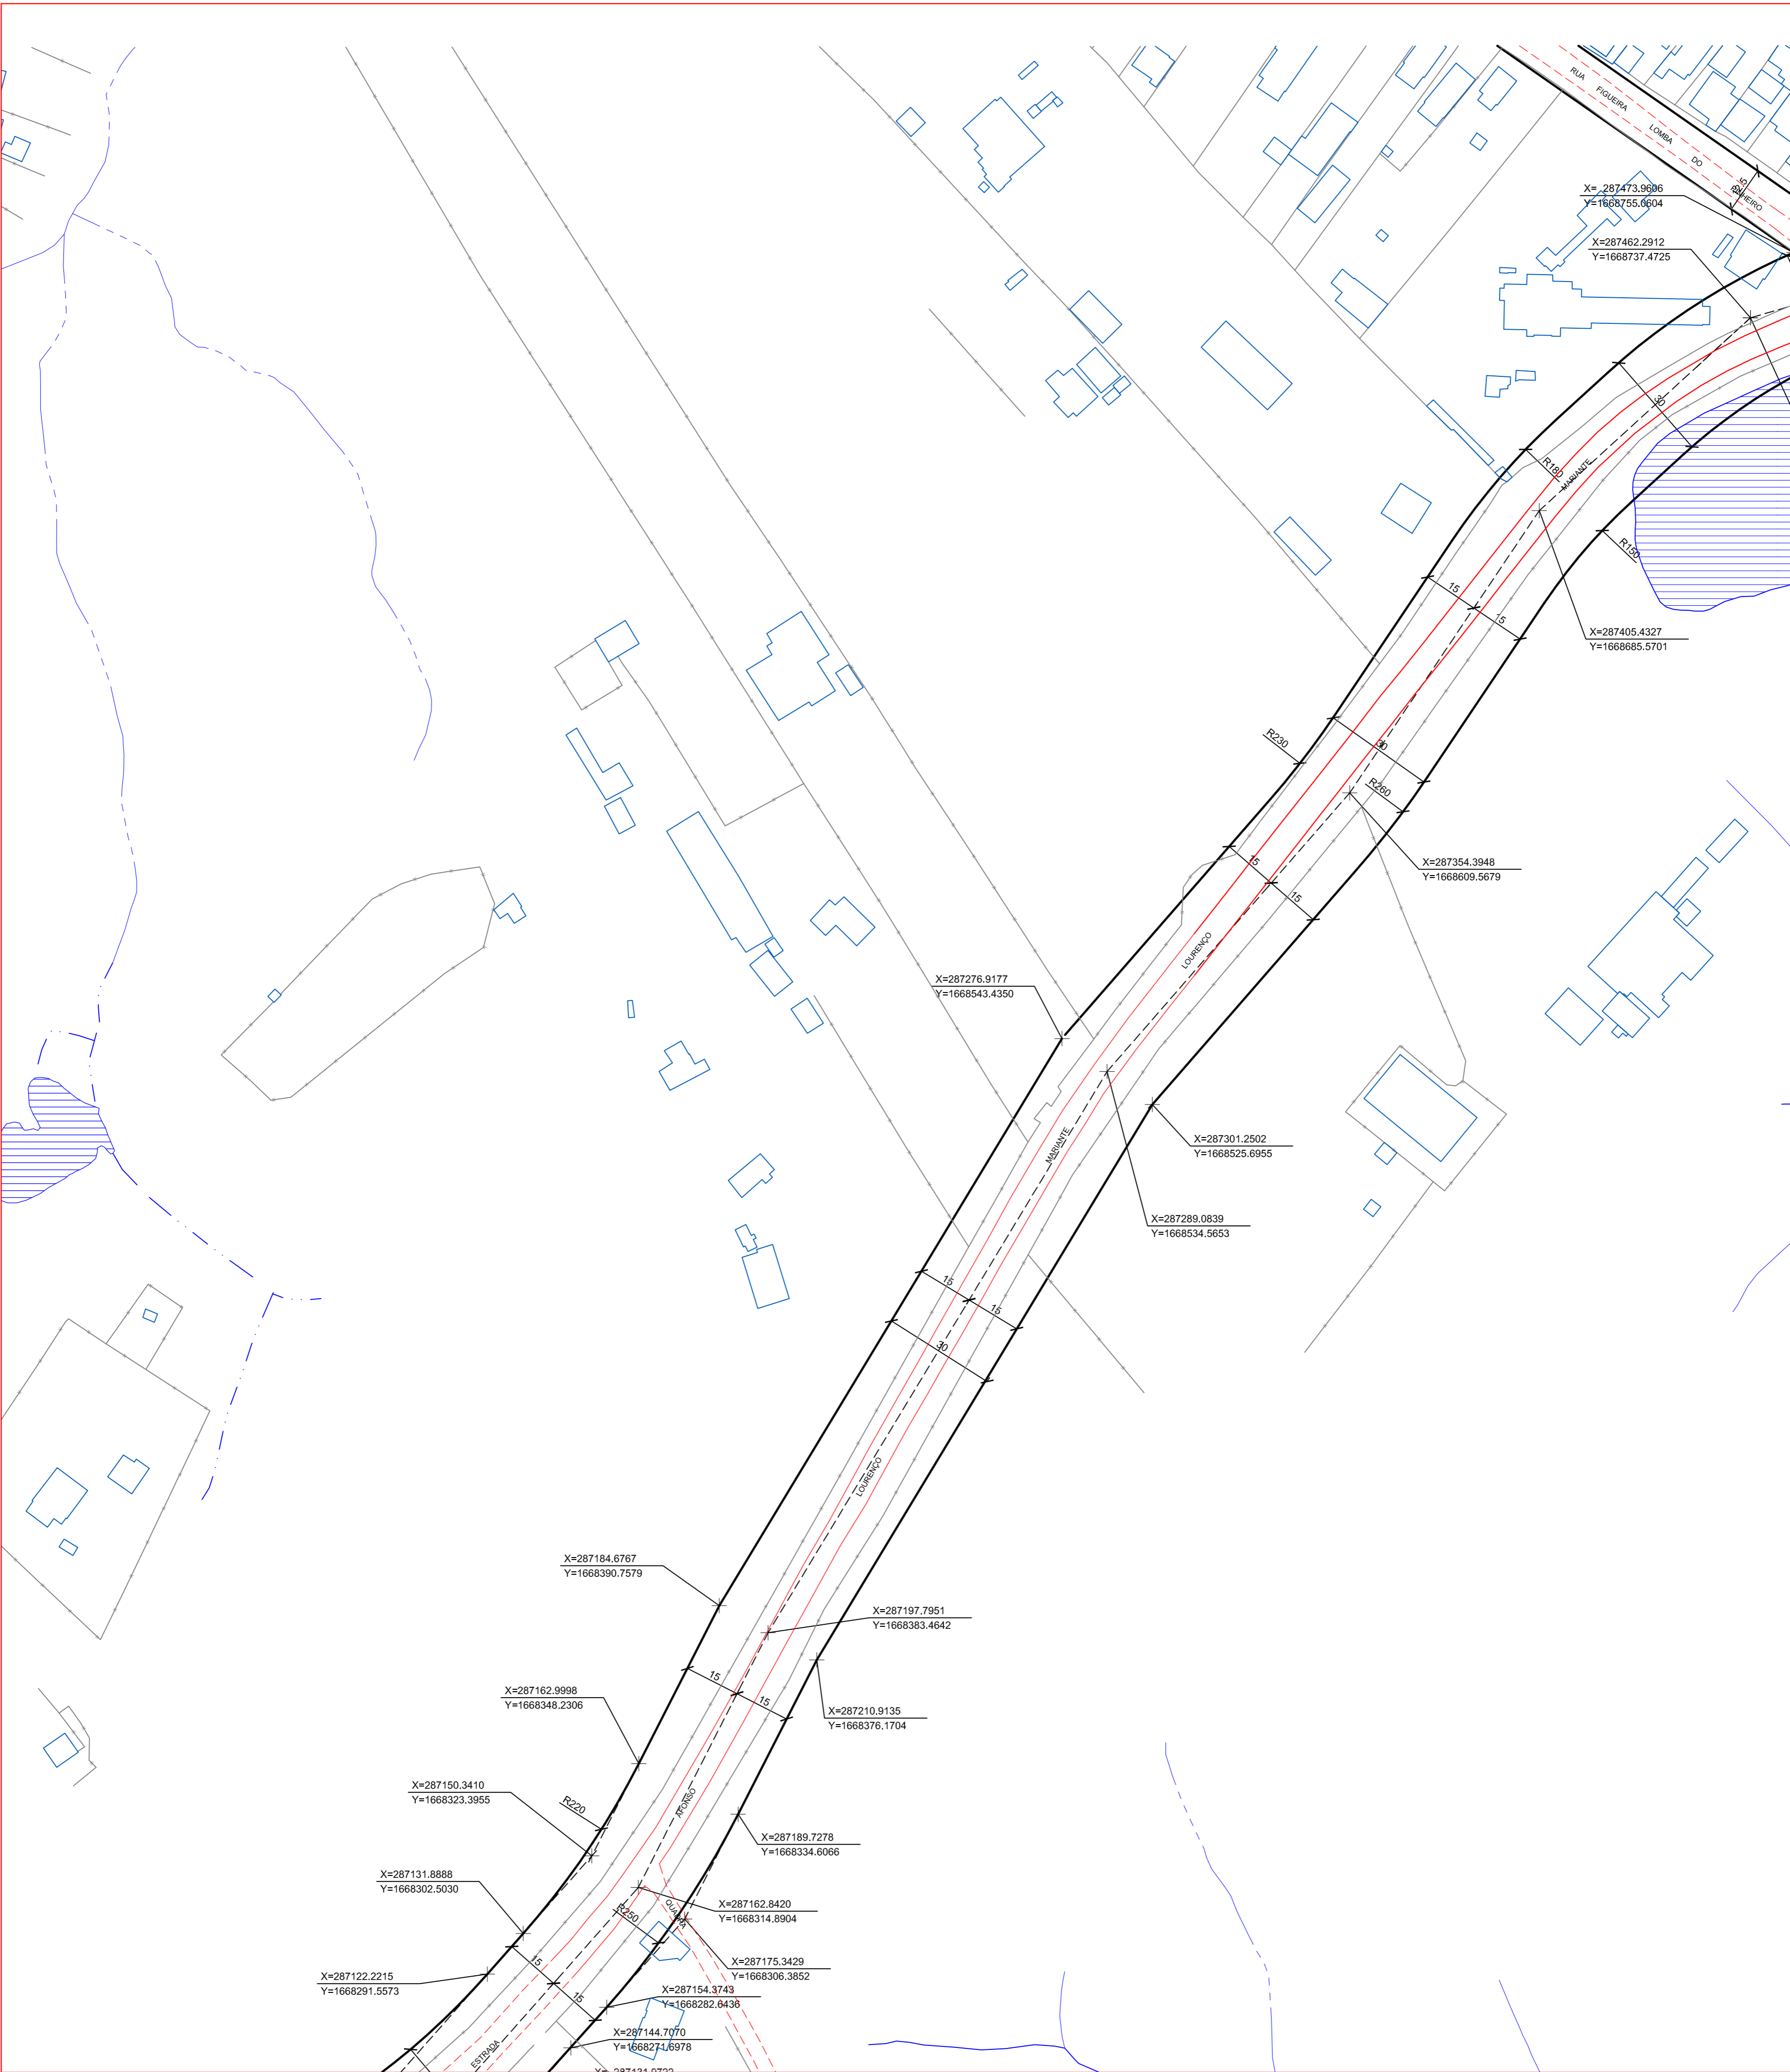 RUA
FIGUEIRA
LOMBA
DO
PINHEIRO
X= 287473.9606
Y=1668755.0604
X=287462.2912
Y=1668737.4725
30
R180
MARIANTE
R150
15
15
X=287405.4327
Y=1668685.5701
R230
30
R260
15
15
X=287354.3948
Y=1668609.5679
LOURENÇO
X=287276.9177
Y=1668543.4350
MARIANTE
X=287301.2502
Y=1668525.6955
X=287289.0839
Y=1668534.5653
15
15
30
LOURENÇO
X=287184.6767
Y=1668390.7579
X=287197.7951
Y=1668383.4642
15
15
X=287162.9998
Y=1668348.2306
X=287210.9135
Y=1668376.1704
X=287150.3410
Y=1668323.3955
R220
AFONSO
X=287189.7278
Y=1668334.6066
X=287131.8888
Y=1668302.5030
R250
QUADRA
X=287162.8420
Y=1668314.8904
X=287175.3429
Y=1668306.3852
X=287122.2215
Y=1668291.5573
15
15
X=287154.3743
Y=1668282.6436
ESTRADA
X=287144.7070
Y=1668271.6978